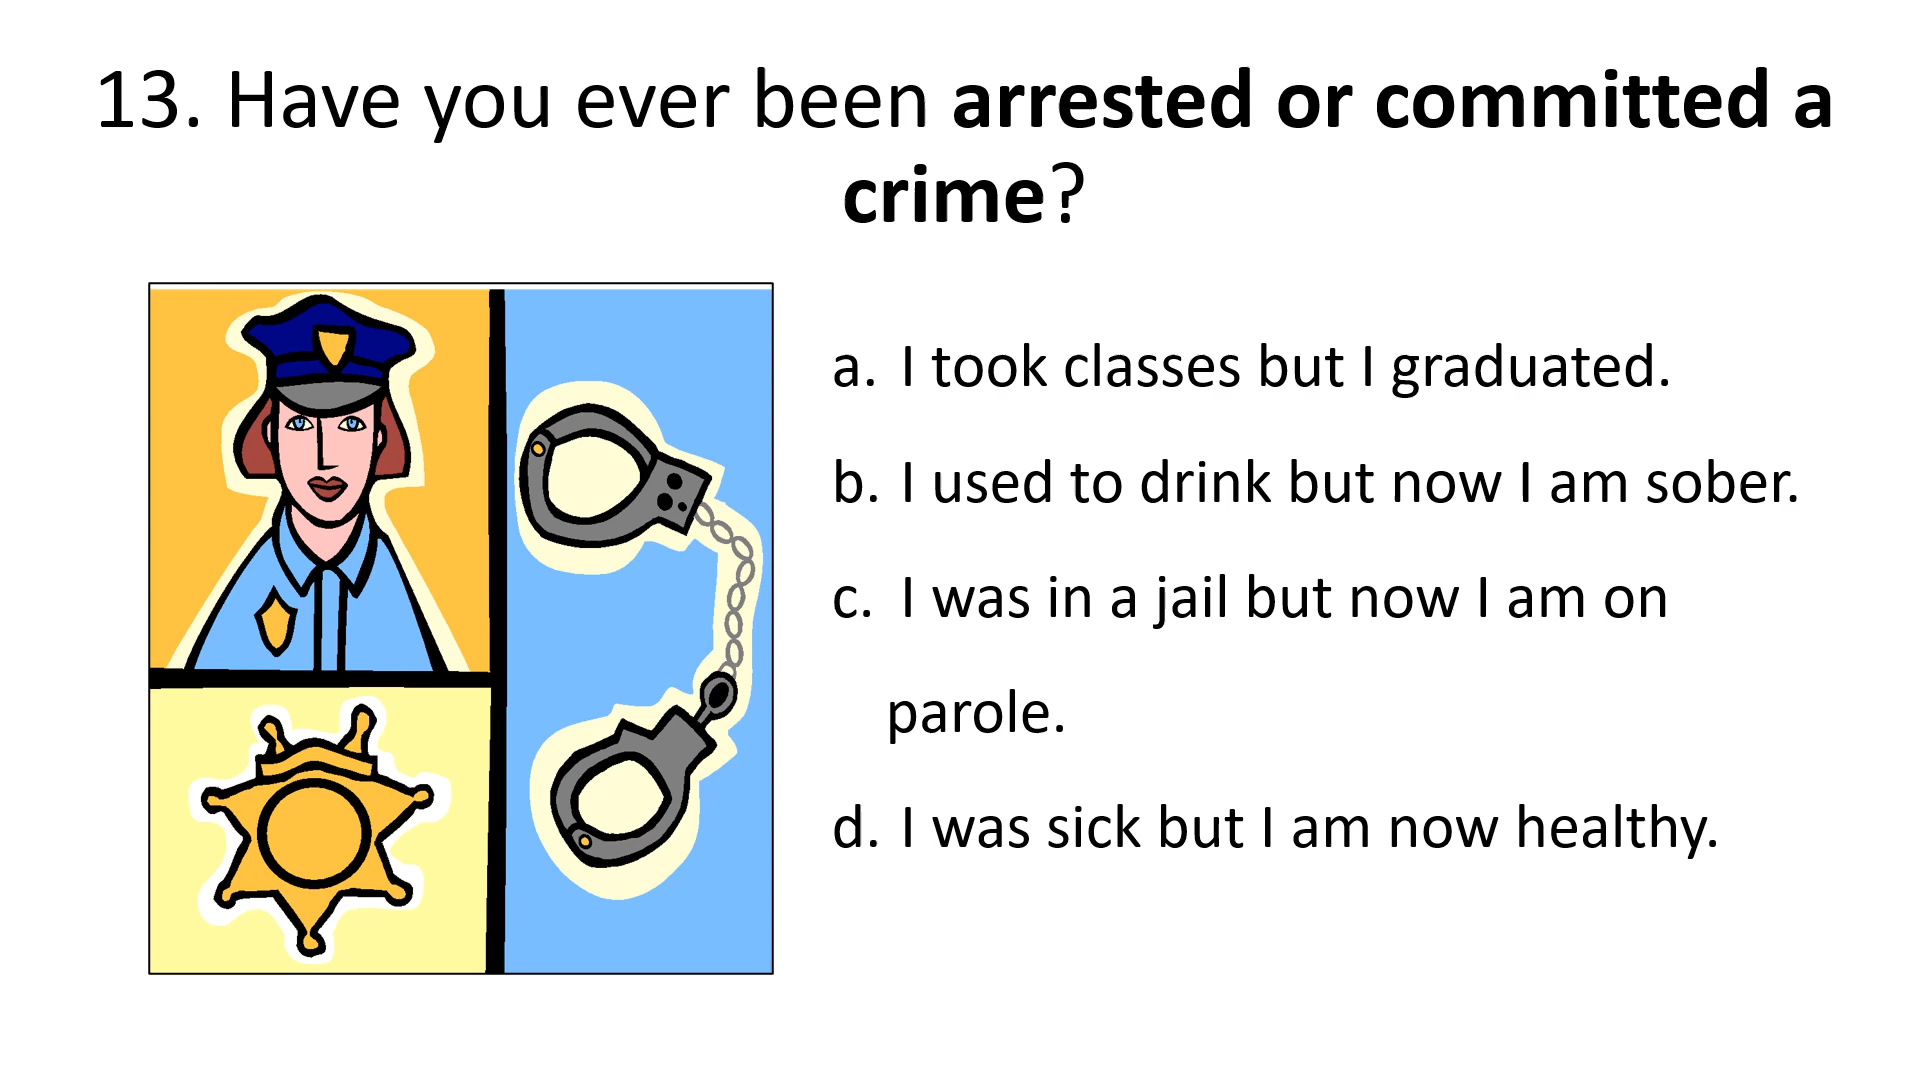 13. Have you ever been arrested or committed a
crime?
a. I took classes but I graduated.
b. I used to drink but now I am sober.
c. I was in a jail but now I am on
parole.
d. I was sick but I am now healthy.